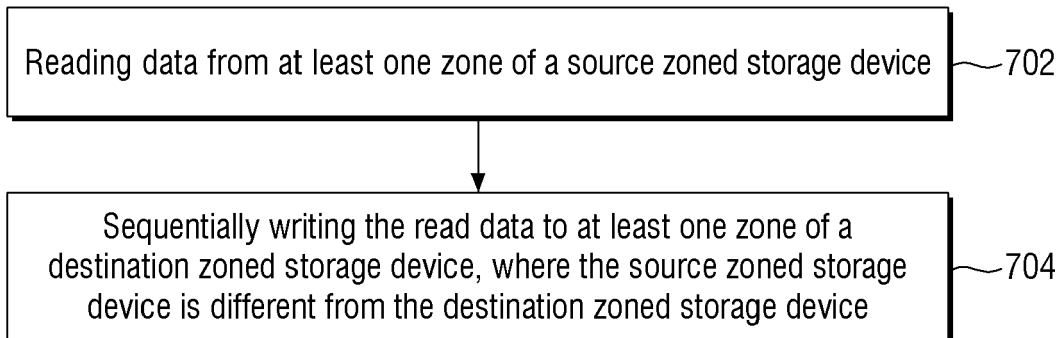 Reading data from at least one zone of a source zoned storage device
702
Sequentially writing the read data to at least one zone of a
destination zoned storage device, where the source zoned storage
device is different from the destination zoned storage device
704